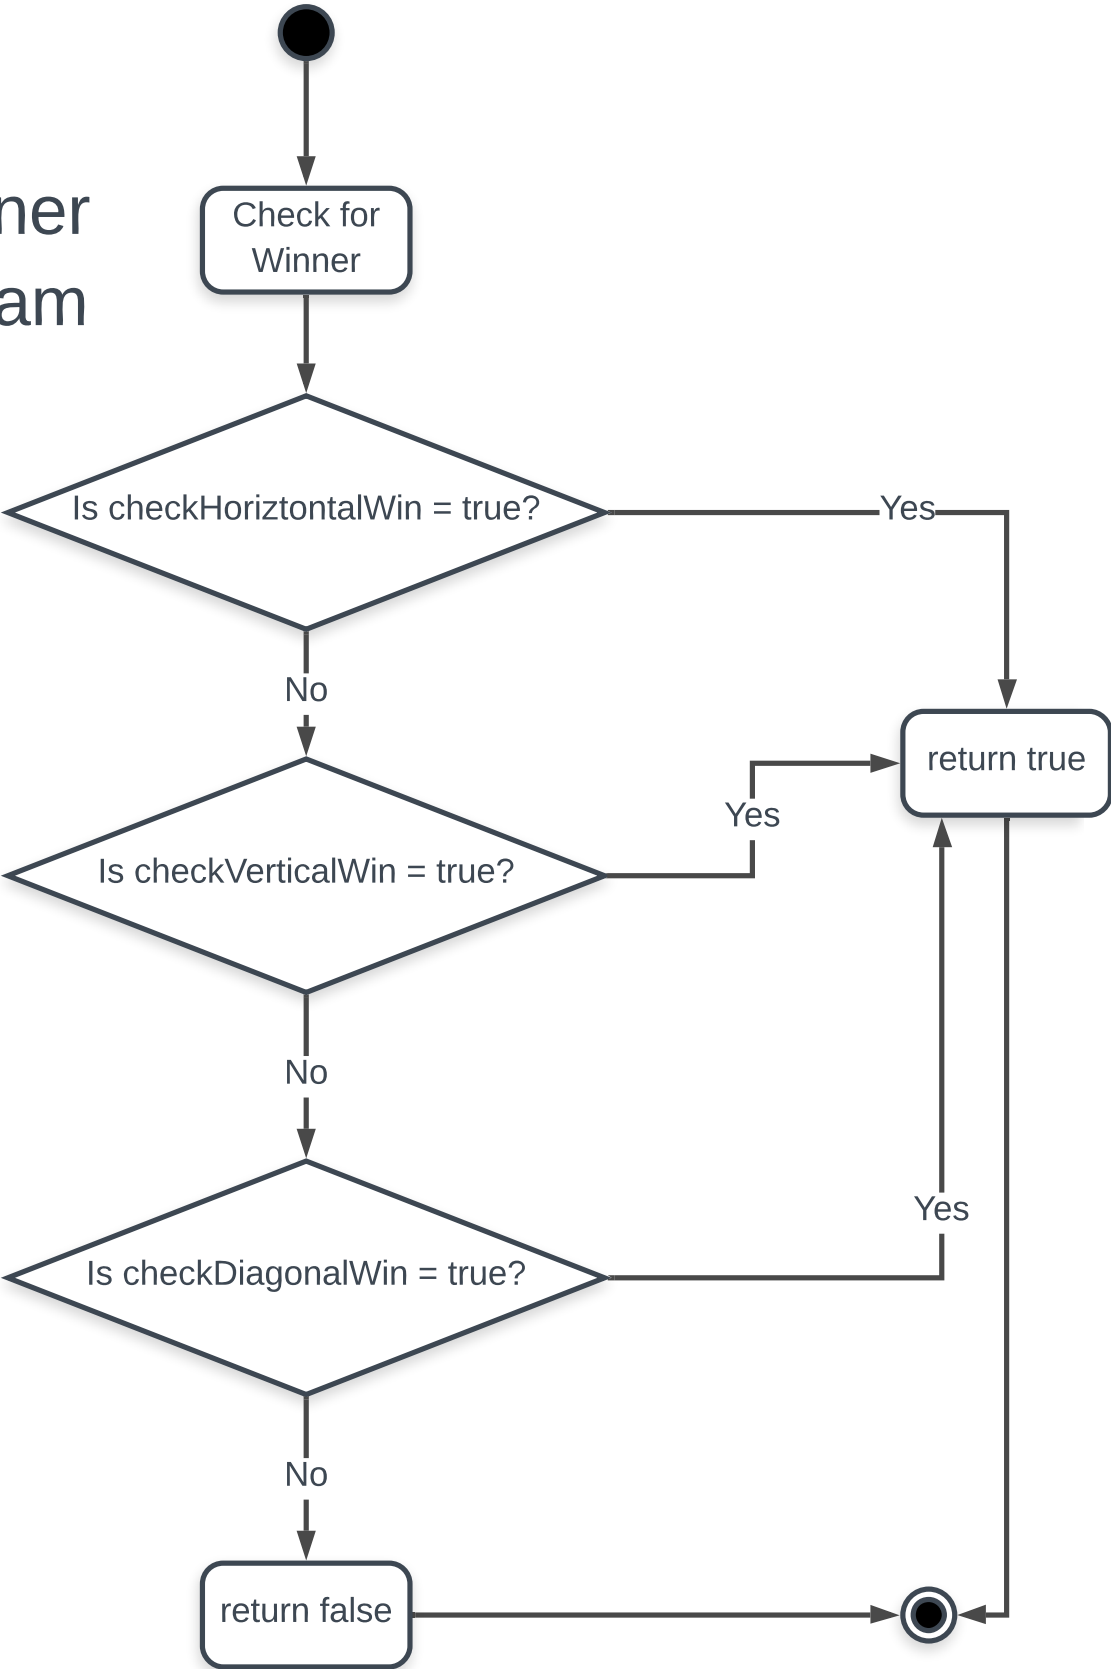 ner
am
Check for
Winner
Is checkHoriztontalWin = true?
Yes
No
return true
Yes
Is checkVerticalWin = true?
No
Yes
Is checkDiagonalWin = true?
No
return false